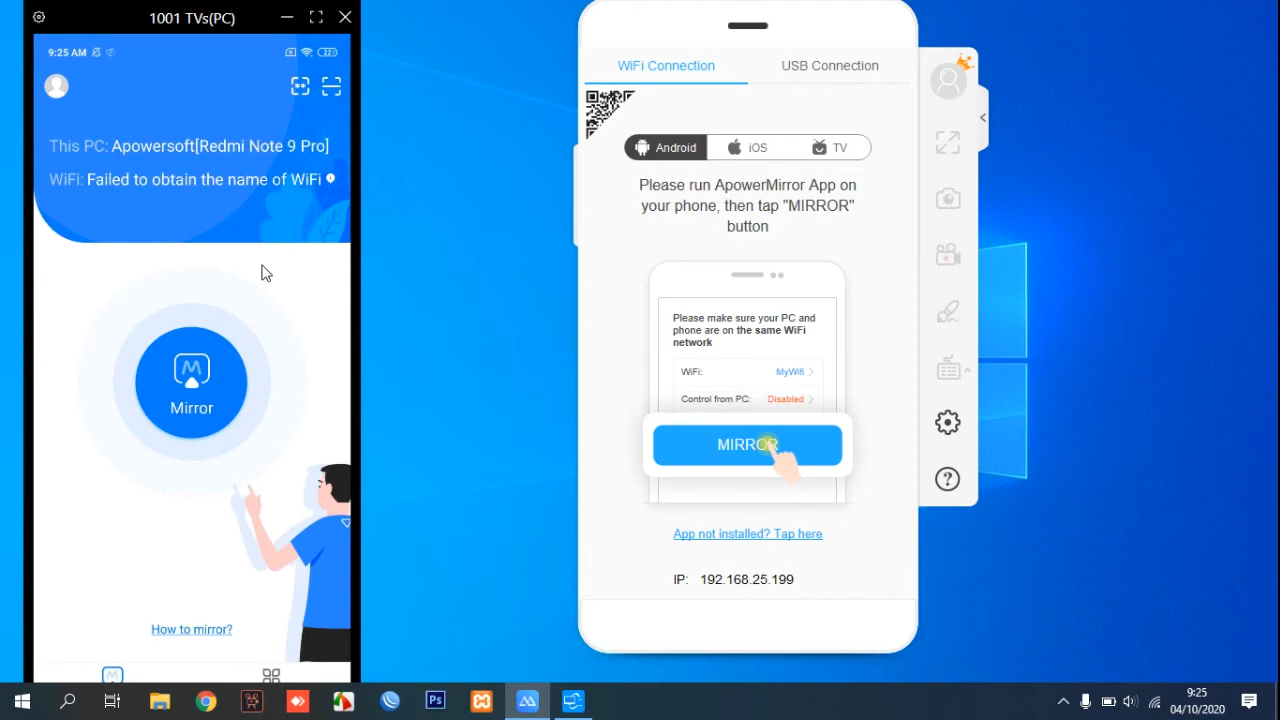 1001 TVs(PC)
9:25 AM
22
This PC: Apowersoft[Redmi Note 9 Pro]
WiFi: Failed to obtain the name of WiFi
Mirror
How to mirror?
WiFi Connection
USB Connection
Android
iOS
TV
Please run ApowerMirror App on
your phone, then tap "MIRROR"
button
Please make sure your PC and
phone are on the same WiFi
network
WiFi: MyWifi
Control from PC: Disabled
MIRROR
App not installed? Tap here
IP: 192.168.25.199
Ps
9:25
04/10/2020